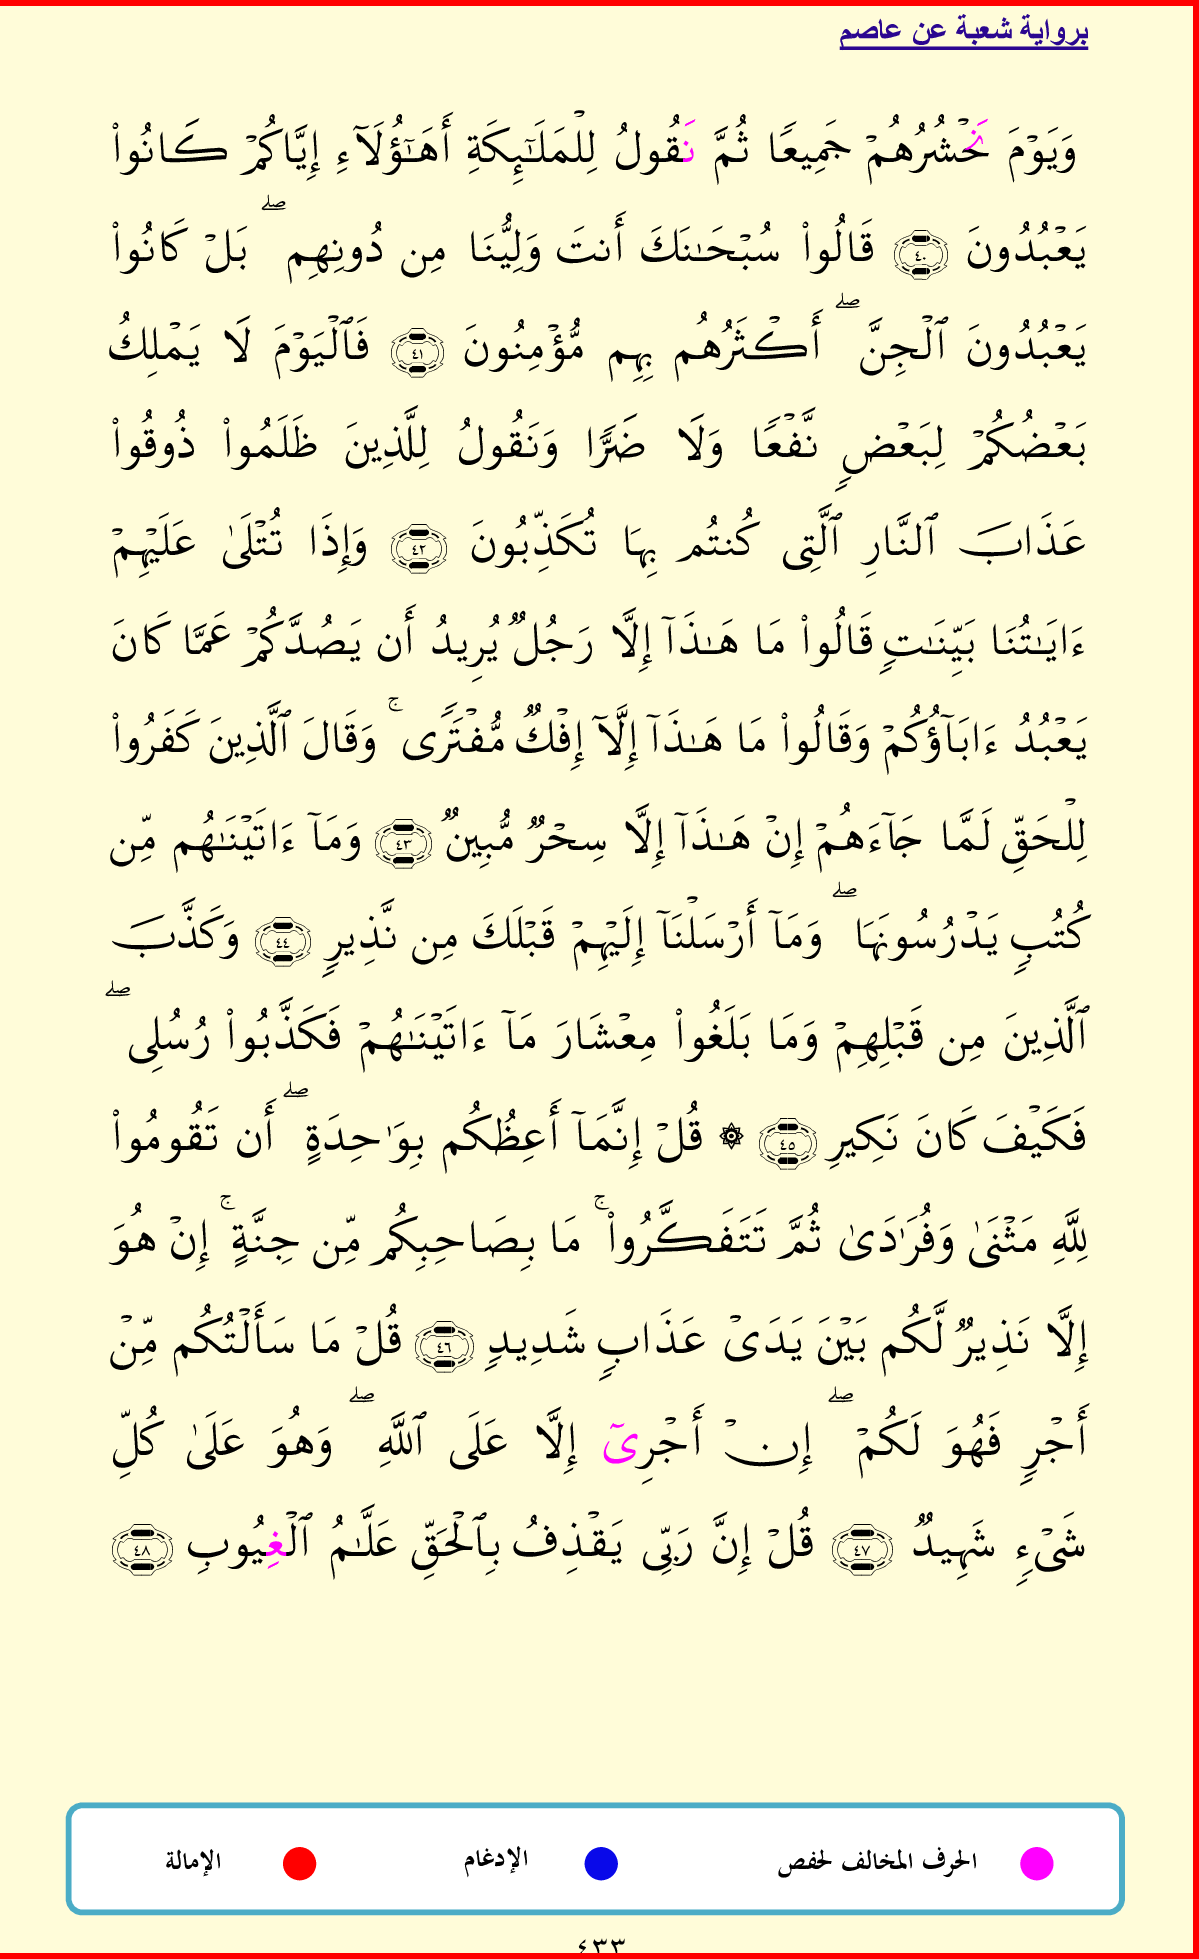 برواية شعبة عن عاصم
وَيَوْمَ نَحْشُرُهُمْ جَمِيعًا ثُمَّ نَقُولُ لِلْمَلَـٰٓئِكَةِ أَهَـٰٓؤُلَآءِ إِيَّاكُمْ كَانُوا۟
يَعْبُدُونَ ٤٠ قَالُوا۟ سُبْحَـٰنَكَ أَنتَ وَلِيُّنَا مِن دُونِهِم ۖ بَلْ كَانُوا۟
يَعْبُدُونَ ٱلْجِنَّ ۖ أَكْثَرُهُم بِهِم مُّؤْمِنُونَ ٤١ فَٱلْيَوْمَ لَا يَمْلِكُ
بَعْضُكُمْ لِبَعْضٍ نَّفْعًا وَلَا ضَرًّا وَنَقُولُ لِلَّذِينَ ظَلَمُوا۟ ذُوقُوا۟
عَذَابَ ٱلنَّارِ ٱلَّتِى كُنتُم بِهَا تُكَذِّبُونَ ٤٢ وَإِذَا تُتْلَىٰ عَلَيْهِمْ
ءَايَـٰتُنَا بَيِّنَـٰتٍ قَالُوا۟ مَا هَـٰذَآ إِلَّا رَجُلٌ يُرِيدُ أَن يَصُدَّكُمْ عَمَّا كَانَ
يَعْبُدُ ءَابَآؤُكُمْ وَقَالُوا۟ مَا هَـٰذَآ إِلَّآ إِفْكٌ مُّفْتَرًى ۚ وَقَالَ ٱلَّذِينَ كَفَرُوا۟
لِلْحَقِّ لَمَّا جَآءَهُمْ إِنْ هَـٰذَآ إِلَّا سِحْرٌ مُّبِينٌ ٤٣ وَمَآ ءَاتَيْنَـٰهُم مِّن
كُتُبٍ يَدْرُسُونَهَا ۖ وَمَآ أَرْسَلْنَآ إِلَيْهِمْ قَبْلَكَ مِن نَّذِيرٍ ٤٤ وَكَذَّبَ
ٱلَّذِينَ مِن قَبْلِهِمْ وَمَا بَلَغُوا۟ مِعْشَارَ مَآ ءَاتَيْنَـٰهُمْ فَكَذَّبُوا۟ رُسُلِى ۖ
فَكَيْفَ كَانَ نَكِيرِ ٤٥ ۞ قُلْ إِنَّمَآ أَعِظُكُم بِوَٰحِدَةٍ ۖ أَن تَقُومُوا۟
لِلَّهِ مَثْنَىٰ وَفُرَٰدَىٰ ثُمَّ تَتَفَكَّرُوا۟ ۚ مَا بِصَاحِبِكُم مِّن جِنَّةٍ ۚ إِنْ هُوَ
إِلَّا نَذِيرٌ لَّكُم بَيْنَ يَدَىْ عَذَابٍ شَدِيدٍ ٤٦ قُلْ مَا سَأَلْتُكُم مِّنْ
أَجْرٍ فَهُوَ لَكُمْ ۖ إِنْ أَجْرِىٓ إِلَّا عَلَى ٱللَّهِ ۖ وَهُوَ عَلَىٰ كُلِّ
شَىْءٍ شَهِيدٌ ٤٧ قُلْ إِنَّ رَبِّى يَقْذِفُ بِٱلْحَقِّ عَلَّـٰمُ ٱلْغِيُوبِ ٤٨
الحرف المخالف لحفص الإدغام الإمالة
٤٣٣